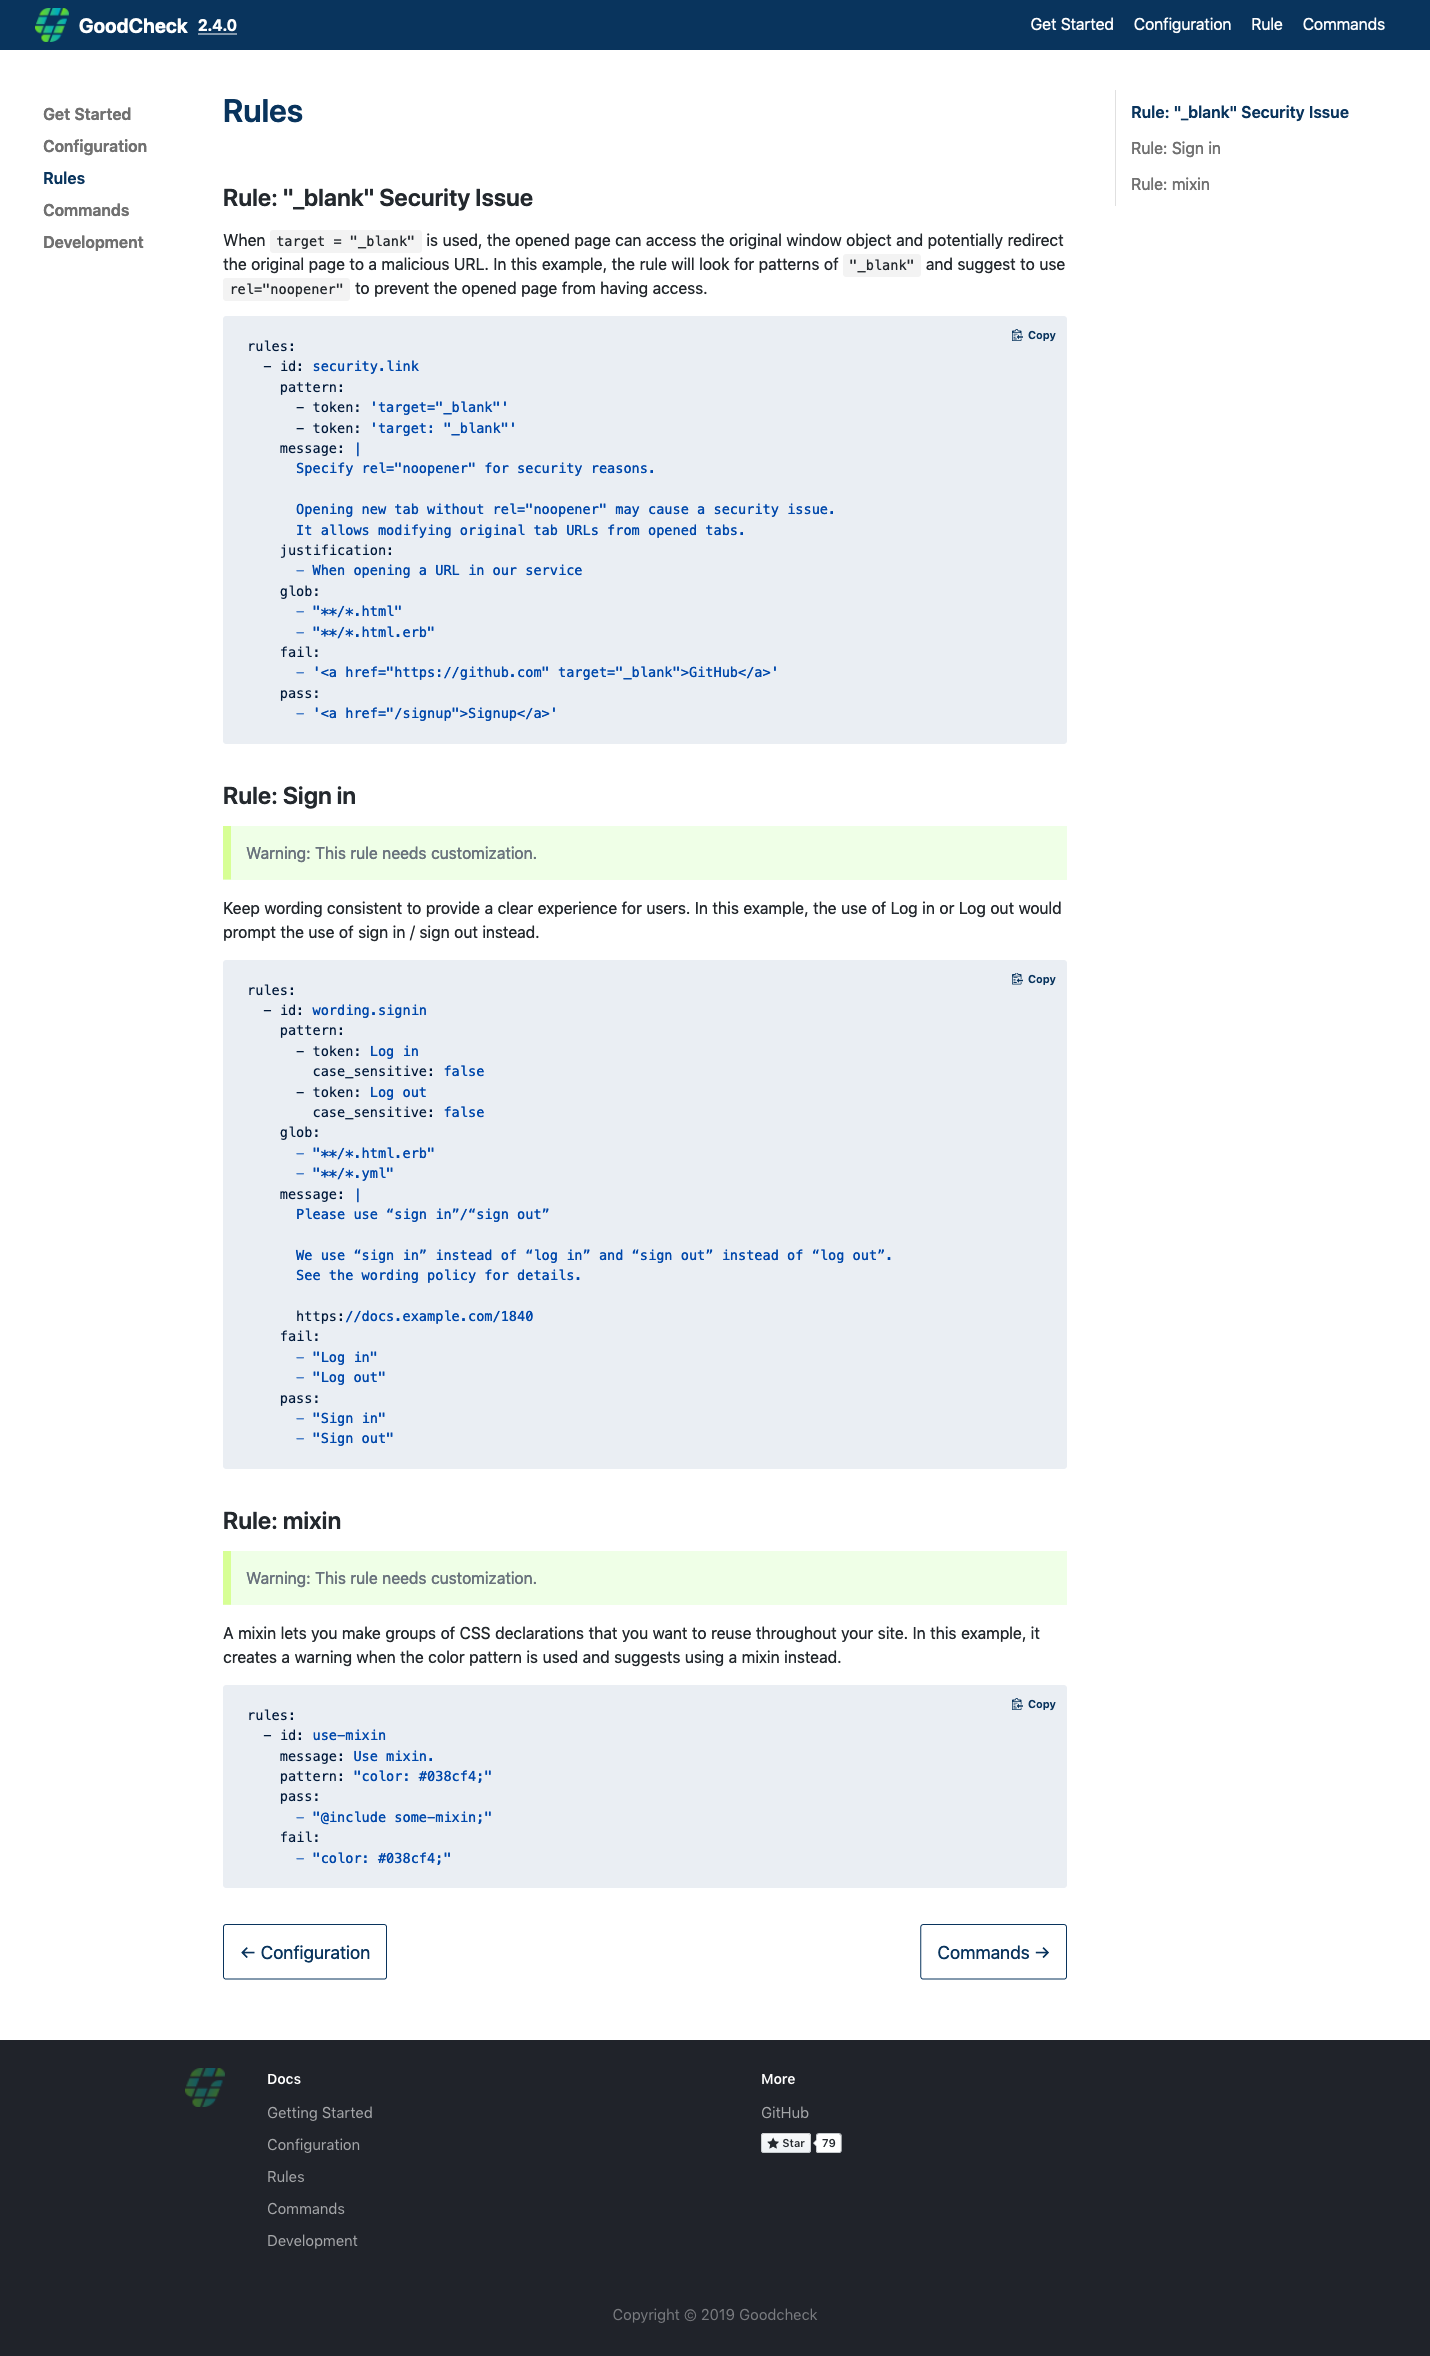 GoodCheck 2.4.0
Get Started Configuration Rule Commands
Get Started
Configuration
Rules
Commands
Development
Rules
Rule: "_blank" Security Issue
When target = "_blank" is used, the opened page can access the original window object and potentially redirect
the original page to a malicious URL. In this example, the rule will look for patterns of "_blank" and suggest to use
rel="noopener" to prevent the opened page from having access.
Copy
rules:
  - id: security.link
    pattern:
      - token: 'target="_blank"'
      - token: 'target: "_blank"'
    message: |
      Specify rel="noopener" for security reasons.

      Opening new tab without rel="noopener" may cause a security issue.
      It allows modifying original tab URLs from opened tabs.
    justification:
      - When opening a URL in our service
    glob:
      - "**/*.html"
      - "**/*.html.erb"
    fail:
      - '<a href="https://github.com" target="_blank">GitHub</a>'
    pass:
      - '<a href="/signup">Signup</a>'
Rule: Sign in
Warning: This rule needs customization.
Keep wording consistent to provide a clear experience for users. In this example, the use of Log in or Log out would
prompt the use of sign in / sign out instead.
Copy
rules:
  - id: wording.signin
    pattern:
      - token: Log in
        case_sensitive: false
      - token: Log out
        case_sensitive: false
    glob:
      - "**/*.html.erb"
      - "**/*.yml"
    message: |
      Please use “sign in”/“sign out”

      We use “sign in” instead of “log in” and “sign out” instead of “log out”.
      See the wording policy for details.

      https://docs.example.com/1840
    fail:
      - "Log in"
      - "Log out"
    pass:
      - "Sign in"
      - "Sign out"
Rule: mixin
Warning: This rule needs customization.
A mixin lets you make groups of CSS declarations that you want to reuse throughout your site. In this example, it
creates a warning when the color pattern is used and suggests using a mixin instead.
Copy
rules:
  - id: use-mixin
    message: Use mixin.
    pattern: "color: #038cf4;"
    pass:
      - "@include some-mixin;"
    fail:
      - "color: #038cf4;"
← Configuration
Commands →
Rule: "_blank" Security Issue
Rule: Sign in
Rule: mixin
Docs
Getting Started
Configuration
Rules
Commands
Development
More
GitHub
Star 79
Copyright © 2019 Goodcheck